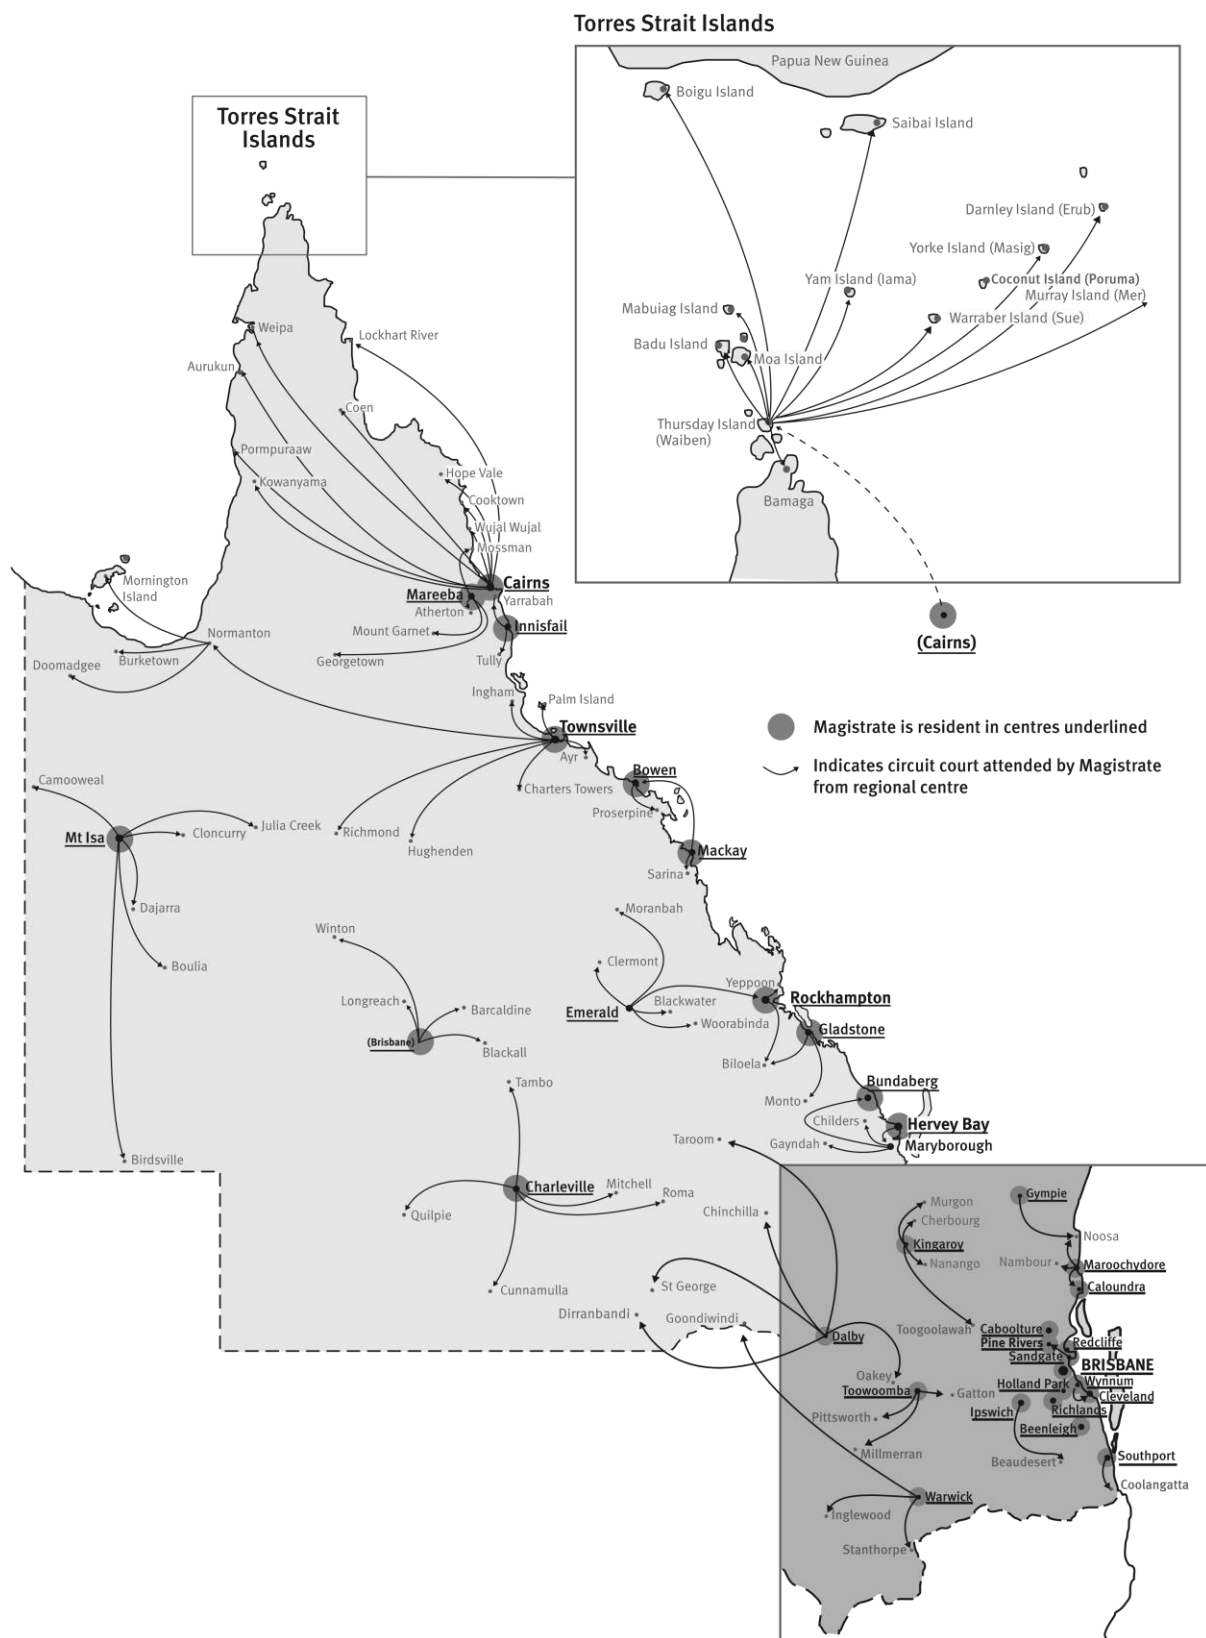 Torres Strait Islands
Papua New Guinea
Boigu Island
Saibai Island
Darnley Island (Erub)
Yorke Island (Masig)
Coconut Island (Poruma)
Yam Island (Iama)
Murray Island (Mer)
Mabuiag Island
Warraber Island (Sue)
Badu Island
Moa Island
Thursday Island
(Waiben)
Bamaga
(Cairns)
Torres Strait
Islands
Weipa
Lockhart River
Aurukun
Coen
Pormpuraaw
Kowanyama
Hope Vale
Cooktown
Wujal Wujal
Mossman
Cairns
Mareeba
Yarrabah
Atherton
Mornington
Island
Normanton
Mount Garnet
Innisfail
Burketown
Doomadgee
Georgetown
Tully
Ingham
Palm Island
Townsville
Ayr
Magistrate is resident in centres underlined
Indicates circuit court attended by Magistrate
from regional centre
Camooweal
Charters Towers
Bowen
Proserpine
Mt Isa
Cloncurry
Julia Creek
Richmond
Hughenden
Mackay
Sarina
Dajarra
Moranbah
Winton
Boulia
Clermont
Yeppoon
Longreach
Barcaldine
Emerald
Blackwater
Rockhampton
Woorabinda
Gladstone
(Brisbane)
Blackall
Biloela
Tambo
Monto
Bundaberg
Childers
Hervey Bay
Taroom
Gayndah
Maryborough
Birdsville
Charleville
Mitchell
Roma
Quilpie
Chinchilla
Murgon
Gympie
Cherbourg
Noosa
Kingaroy
Nanango
Nambour
Maroochydore
Caloundra
Cunnamulla
St George
Dirranbandi
Goondiwindi
Toogoolawah
Caboolture
Dalby
Pine Rivers
Redcliffe
Sandgate
BRISBANE
Oakey
Holland Park
Wynnum
Toowoomba
Gatton
Cleveland
Ipswich
Richlands
Pittsworth
Beenleigh
Millmerran
Beaudesert
Southport
Coolangatta
Warwick
Inglewood
Stanthorpe